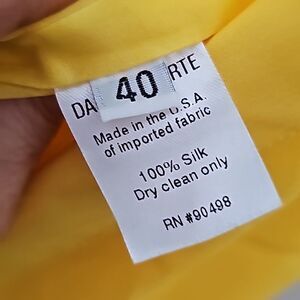 DA 40 RTE
Made in the U.S.A.
of imported fabric
100% Silk
Dry clean only
RN #90498